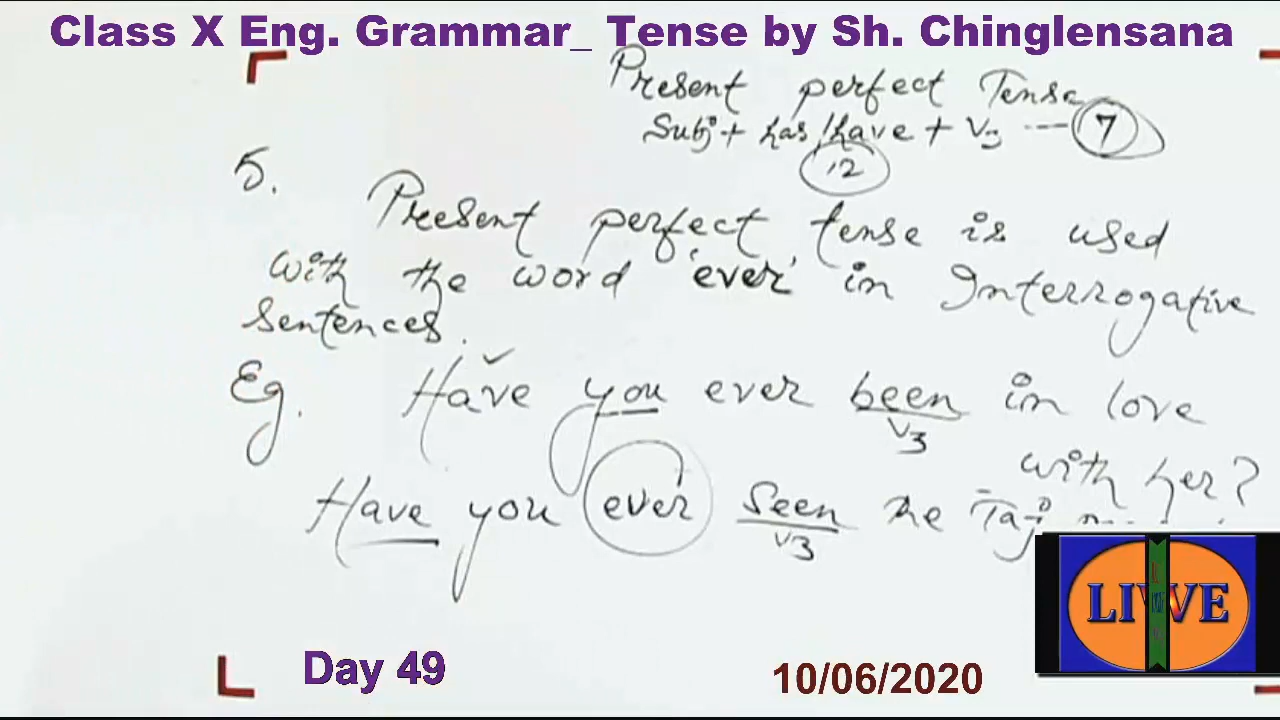 Class X Eng. Grammar_ Tense by Sh. Chinglensana
Present perfect Tense
Subj + has/have + V3 --- 7
12
5.
Present perfect tense is used
with the word 'ever' in Interrogative
sentences.
Eg. Have you ever been in love
V3
with her?
Have you ever seen the Taj
V3
LIVE
Day 49
10/06/2020